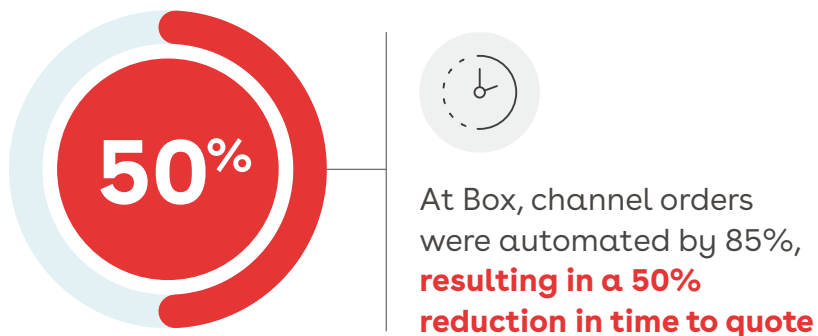 50%
At Box, channel orders
were automated by 85%,
resulting in a 50%
reduction in time to quote